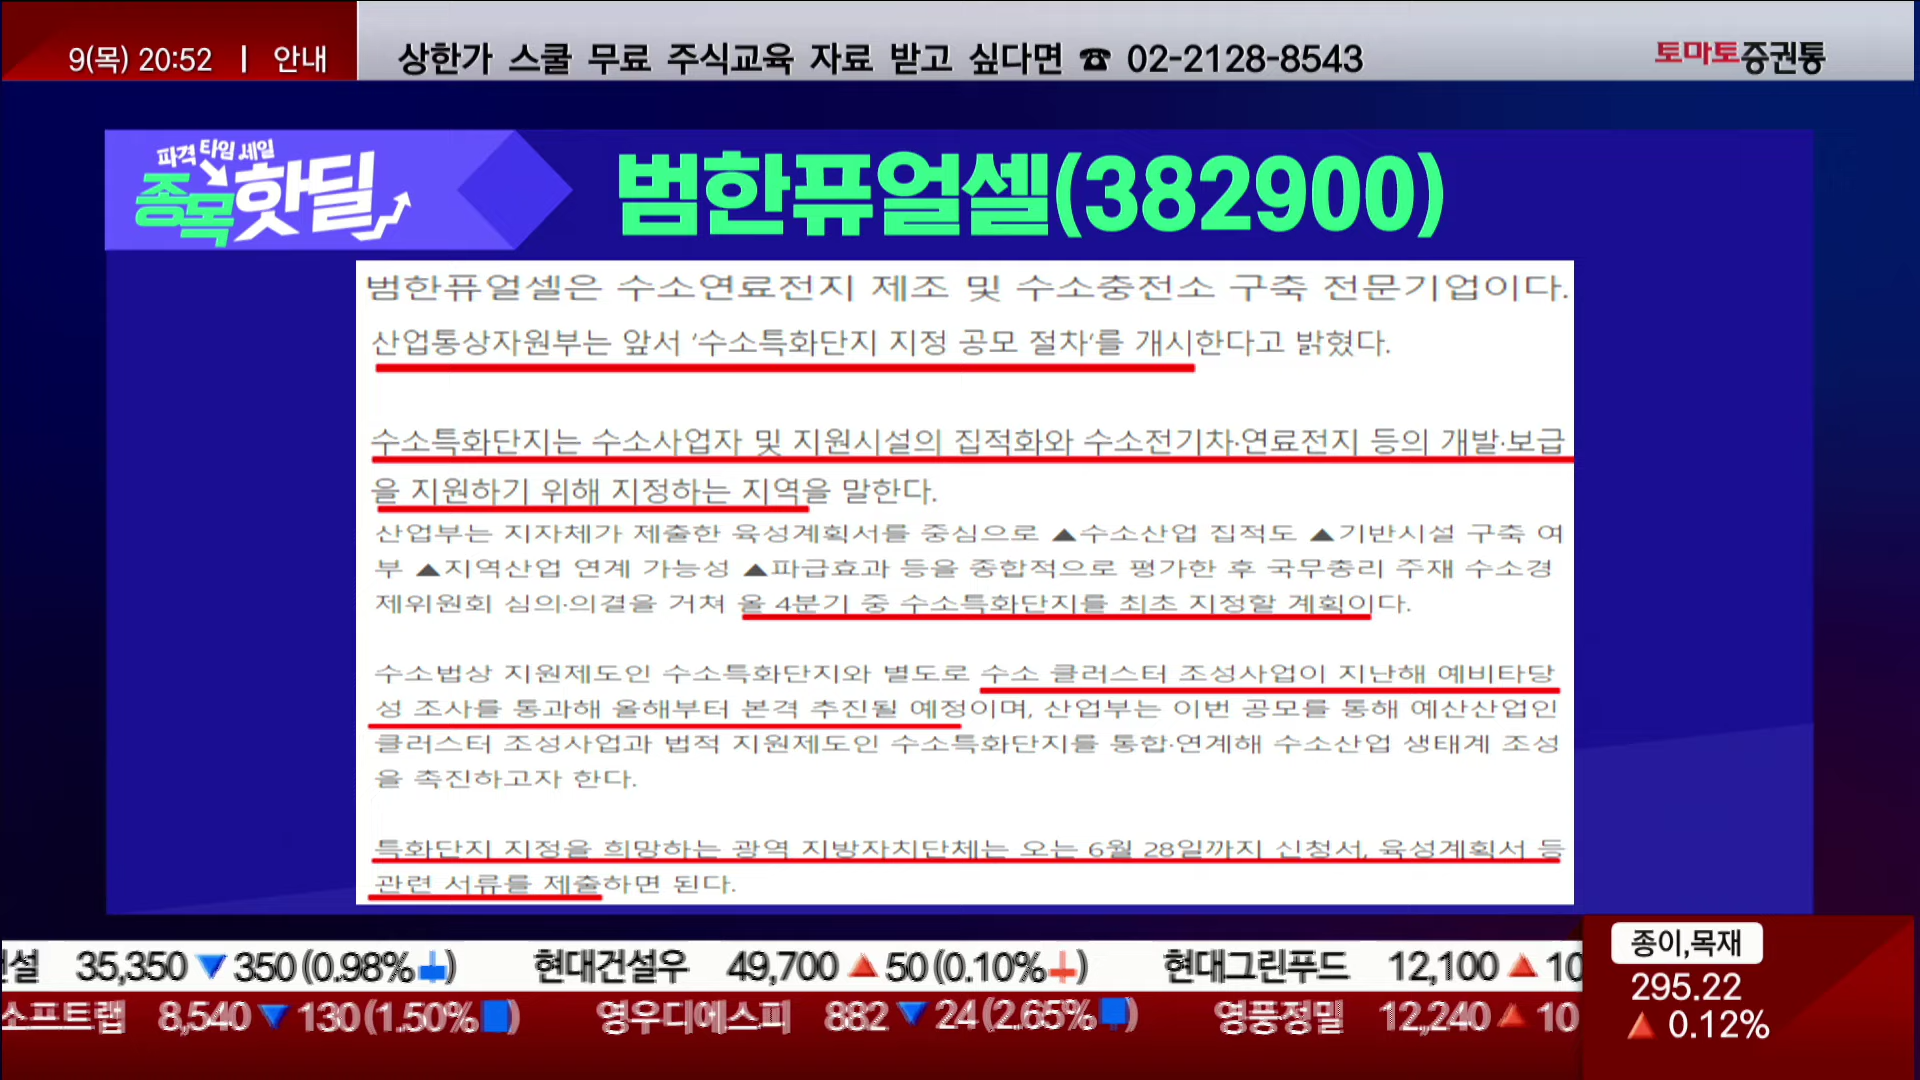 9(목) 20:52 | 안내
상한가 스쿨 무료 주식교육 자료 받고 싶다면 ☎ 02-2128-8543
토마토증권통
파격 타임 세일
종목핫딜
범한퓨얼셀(382900)
범한퓨얼셀은 수소연료전지 제조 및 수소충전소 구축 전문기업이다.
산업통상자원부는 앞서 '수소특화단지 지정 공모 절차'를 개시한다고 밝혔다.
수소특화단지는 수소사업자 및 지원시설의 집적화와 수소전기차·연료전지 등의 개발·보급
을 지원하기 위해 지정하는 지역을 말한다.
산업부는 지자체가 제출한 육성계획서를 중심으로 ▲수소산업 집적도 ▲기반시설 구축 여
부 ▲지역산업 연계 가능성 ▲파급효과 등을 종합적으로 평가한 후 국무총리 주재 수소경
제위원회 심의·의결을 거쳐 올 4분기 중 수소특화단지를 최초 지정할 계획이다.
수소법상 지원제도인 수소특화단지와 별도로 수소 클러스터 조성사업이 지난해 예비타당
성 조사를 통과해 올해부터 본격 추진될 예정이며, 산업부는 이번 공모를 통해 예산산업인
클러스터 조성사업과 법적 지원제도인 수소특화단지를 통합·연계해 수소산업 생태계 조성
을 촉진하고자 한다.
특화단지 지정을 희망하는 광역 지방자치단체는 오는 6월 28일까지 신청서, 육성계획서 등
관련 서류를 제출하면 된다.
설 35,350 ▼ 350 (0.98%↓) 현대건설우 49,700 ▲ 50 (0.10%↑) 현대그린푸드 12,100 ▲ 10
소프트랩 8,540 ▼ 130 (1.50%■) 영우디에스피 882 ▼ 24 (2.65%■) 영풍정밀 12,240 ▲ 10
종이,목재
295.22
▲ 0.12%